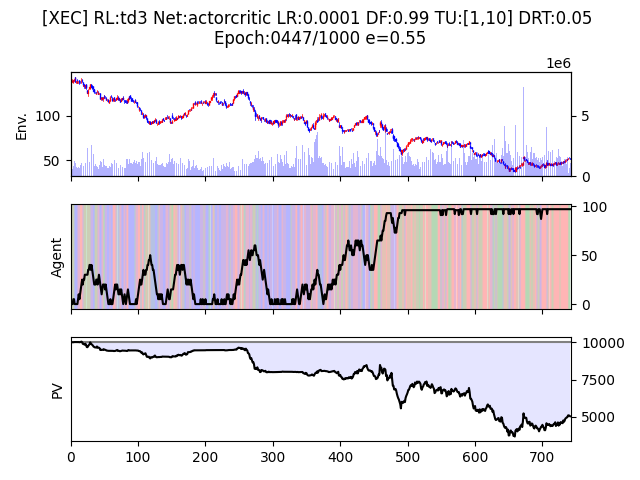 [XEC] RL:td3 Net:actorcritic LR:0.0001 DF:0.99 TU:[1,10] DRT:0.05
Epoch:0447/1000 e=0.55
1e6
Env.
100
50
5
0
Agent
100
50
0
PV
10000
7500
5000
0 100 200 300 400 500 600 700